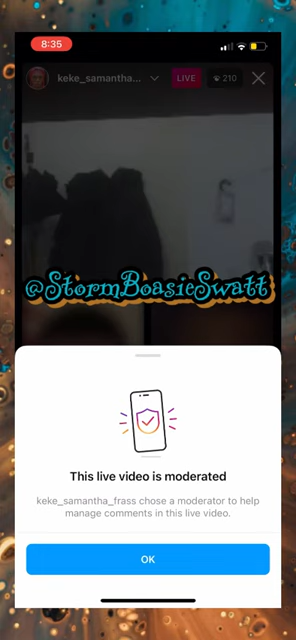 8:35
keke_samantha...
LIVE
210
@StormBoasieSwatt
This live video is moderated
keke_samantha_frass chose a moderator to help
manage comments in this live video.
OK